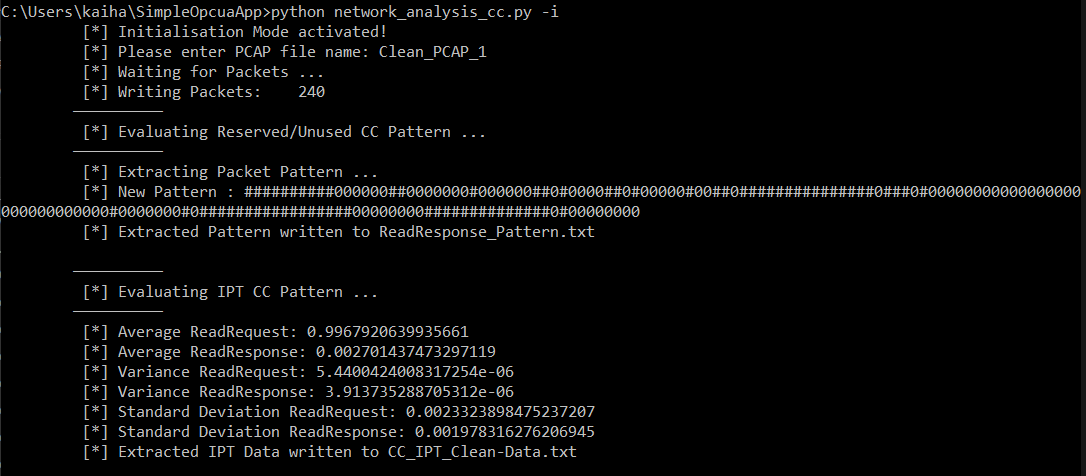 C:\Users\kaiha\SimpleOpcuaApp>python network_analysis_cc.py -i
[*] Initialisation Mode activated!
[*] Please enter PCAP file name: Clean_PCAP_1
[*] Waiting for Packets ...
[*] Writing Packets:    240
__________
[*] Evaluating Reserved/Unused CC Pattern ...
__________
[*] Extracting Packet Pattern ...
[*] New Pattern : ##########000000##0000000#000000##0#0000##0#00000#00##0###############0###0#00000000000000000
000000000000#0000000#0#################00000000##############0#00000000
[*] Extracted Pattern written to ReadResponse_Pattern.txt
__________
[*] Evaluating IPT CC Pattern ...
__________
[*] Average ReadRequest: 0.9967920639935661
[*] Average ReadResponse: 0.002701437473297119
[*] Variance ReadRequest: 5.4400424008317254e-06
[*] Variance ReadResponse: 3.913735288705312e-06
[*] Standard Deviation ReadRequest: 0.0023323898475237207
[*] Standard Deviation ReadResponse: 0.001978316276206945
[*] Extracted IPT Data written to CC_IPT_Clean-Data.txt